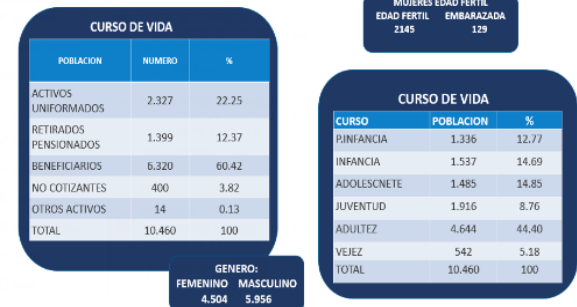 CURSO DE VIDA
POBLACION NUMERO %
ACTIVOS
UNIFORMADOS 2.327 22.25
RETIRADOS
PENSIONADOS 1.399 12.37
BENEFICIARIOS 6.320 60.42
NO COTIZANTES 400 3.82
OTROS ACTIVOS 14 0.13
TOTAL 10.460 100
GENERO:
FEMENINO MASCULINO
4.504 5.956
MUJERES EDAD FERTIL
EDAD FERTIL EMBARAZADA
2145 129
CURSO DE VIDA
CURSO POBLACION %
P.INFANCIA 1.336 12.77
INFANCIA 1.537 14.69
ADOLESCNETE 1.485 14.85
JUVENTUD 1.916 8.76
ADULTEZ 4.644 44.40
VEJEZ 542 5.18
TOTAL 10.460 100